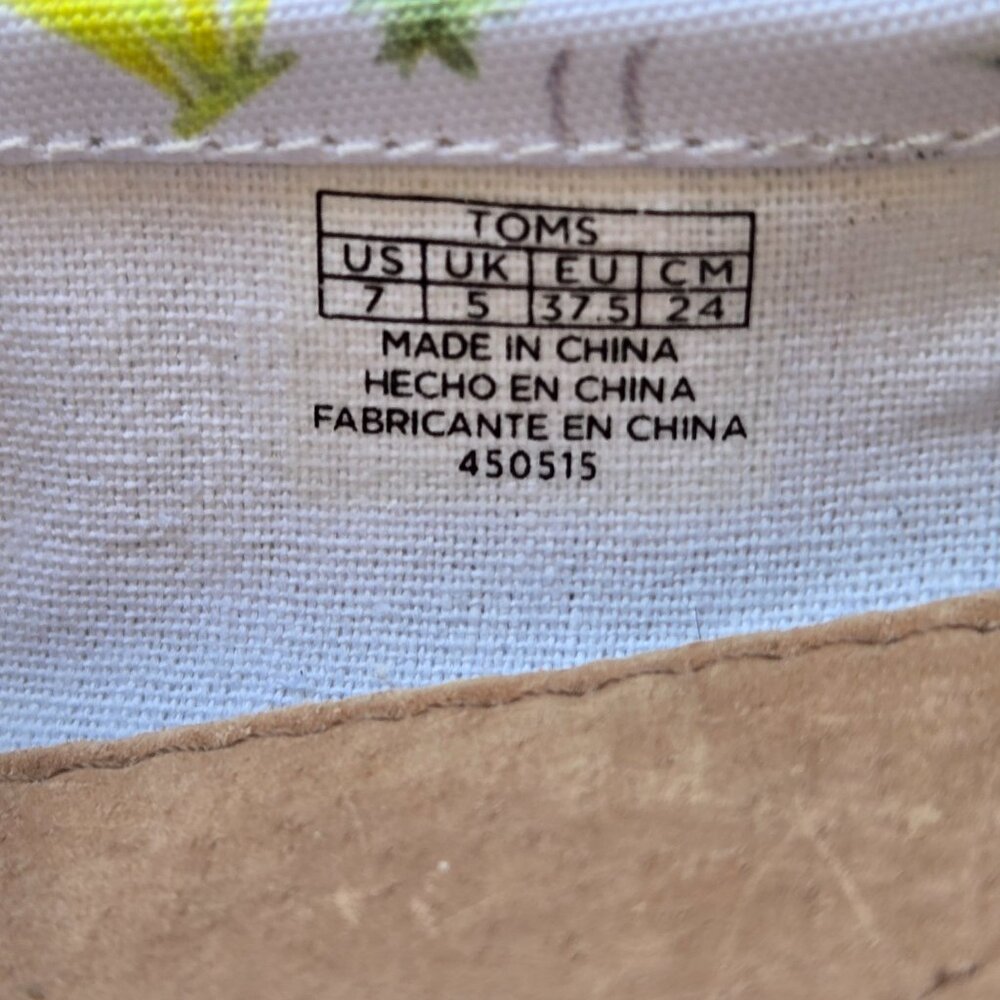 TOMS
US UK EU CM
7 5 37.5 24
MADE IN CHINA
HECHO EN CHINA
FABRICANTE EN CHINA
450515